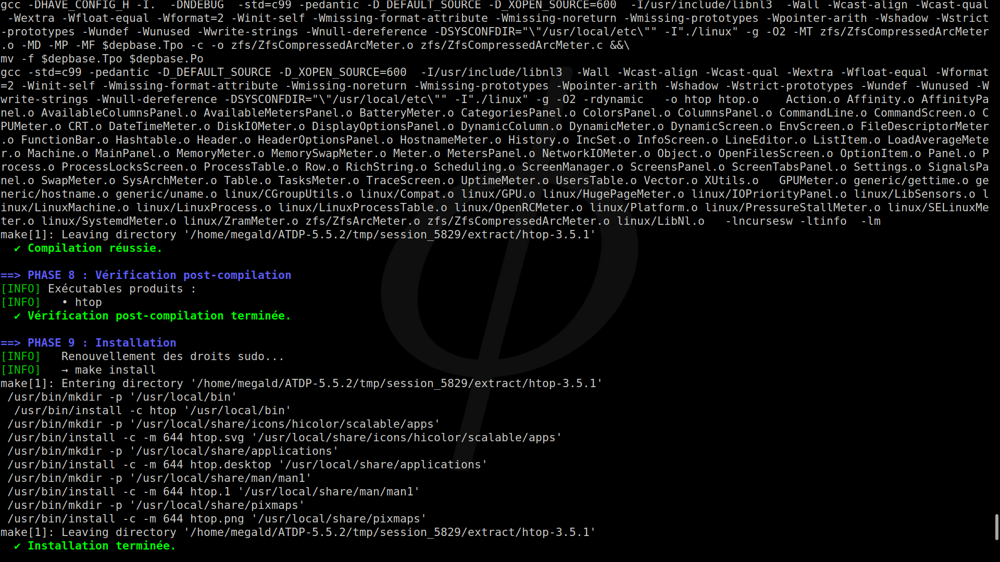 gcc -DHAVE_CONFIG_H -I.  -DNDEBUG  -std=c99 -pedantic -D_DEFAULT_SOURCE -D_XOPEN_SOURCE=600  -I/usr/include/libnl3  -Wall -Wcast-align -Wcast-qual
 -Wextra -Wfloat-equal -Wformat=2 -Winit-self -Wmissing-format-attribute -Wmissing-noreturn -Wmissing-prototypes -Wpointer-arith -Wshadow -Wstrict
-prototypes -Wundef -Wunused -Wwrite-strings -Wnull-dereference -DSYSCONFDIR="\"/usr/local/etc\"" -I"./linux" -g -O2 -MT zfs/ZfsCompressedArcMeter
.o -MD -MP -MF $depbase.Tpo -c -o zfs/ZfsCompressedArcMeter.o zfs/ZfsCompressedArcMeter.c &&\
mv -f $depbase.Tpo $depbase.Po
gcc -std=c99 -pedantic -D_DEFAULT_SOURCE -D_XOPEN_SOURCE=600  -I/usr/include/libnl3  -Wall -Wcast-align -Wcast-qual -Wextra -Wfloat-equal -Wformat
=2 -Winit-self -Wmissing-format-attribute -Wmissing-noreturn -Wmissing-prototypes -Wpointer-arith -Wshadow -Wstrict-prototypes -Wundef -Wunused -W
write-strings -Wnull-dereference -DSYSCONFDIR="\"/usr/local/etc\"" -I"./linux" -g -O2 -rdynamic   -o htop htop.o    Action.o Affinity.o AffinityPa
nel.o AvailableColumnsPanel.o AvailableMetersPanel.o BatteryMeter.o CategoriesPanel.o ColorsPanel.o ColumnsPanel.o CommandLine.o CommandScreen.o C
PUMeter.o CRT.o DateTimeMeter.o DiskIOMeter.o DisplayOptionsPanel.o DynamicColumn.o DynamicMeter.o DynamicScreen.o EnvScreen.o FileDescriptorMeter
.o FunctionBar.o Hashtable.o Header.o HeaderOptionsPanel.o HostnameMeter.o History.o IncSet.o InfoScreen.o LineEditor.o ListItem.o LoadAverageMete
r.o Machine.o MainPanel.o MemoryMeter.o MemorySwapMeter.o Meter.o MetersPanel.o NetworkIOMeter.o Object.o OpenFilesScreen.o OptionItem.o Panel.o P
rocess.o ProcessLocksScreen.o ProcessTable.o Row.o RichString.o Scheduling.o ScreenManager.o ScreensPanel.o ScreenTabsPanel.o Settings.o SignalsPa
nel.o SwapMeter.o SysArchMeter.o Table.o TasksMeter.o TraceScreen.o UptimeMeter.o UsersTable.o Vector.o XUtils.o   GPUMeter.o generic/gettime.o ge
neric/hostname.o generic/uname.o linux/CGroupUtils.o linux/Compat.o linux/GPU.o linux/HugePageMeter.o linux/IOPriorityPanel.o linux/LibSensors.o l
inux/LinuxMachine.o linux/LinuxProcess.o linux/LinuxProcessTable.o linux/OpenRCMeter.o linux/Platform.o linux/PressureStallMeter.o linux/SELinuxMe
ter.o linux/SystemdMeter.o linux/ZramMeter.o zfs/ZfsArcMeter.o zfs/ZfsCompressedArcMeter.o linux/LibNl.o   -lncursesw -ltinfo  -lm
make[1]: Leaving directory '/home/megald/ATDP-5.5.2/tmp/session_5829/extract/htop-3.5.1'
  ✔ Compilation réussie.
==> PHASE 8 : Vérification post-compilation
[INFO] Exécutables produits :
[INFO]   • htop
  ✔ Vérification post-compilation terminée.
==> PHASE 9 : Installation
[INFO]   Renouvellement des droits sudo...
[INFO]   → make install
make[1]: Entering directory '/home/megald/ATDP-5.5.2/tmp/session_5829/extract/htop-3.5.1'
 /usr/bin/mkdir -p '/usr/local/bin'
  /usr/bin/install -c htop '/usr/local/bin'
 /usr/bin/mkdir -p '/usr/local/share/icons/hicolor/scalable/apps'
 /usr/bin/install -c -m 644 htop.svg '/usr/local/share/icons/hicolor/scalable/apps'
 /usr/bin/mkdir -p '/usr/local/share/applications'
 /usr/bin/install -c -m 644 htop.desktop '/usr/local/share/applications'
 /usr/bin/mkdir -p '/usr/local/share/man/man1'
 /usr/bin/install -c -m 644 htop.1 '/usr/local/share/man/man1'
 /usr/bin/mkdir -p '/usr/local/share/pixmaps'
 /usr/bin/install -c -m 644 htop.png '/usr/local/share/pixmaps'
make[1]: Leaving directory '/home/megald/ATDP-5.5.2/tmp/session_5829/extract/htop-3.5.1'
  ✔ Installation terminée.